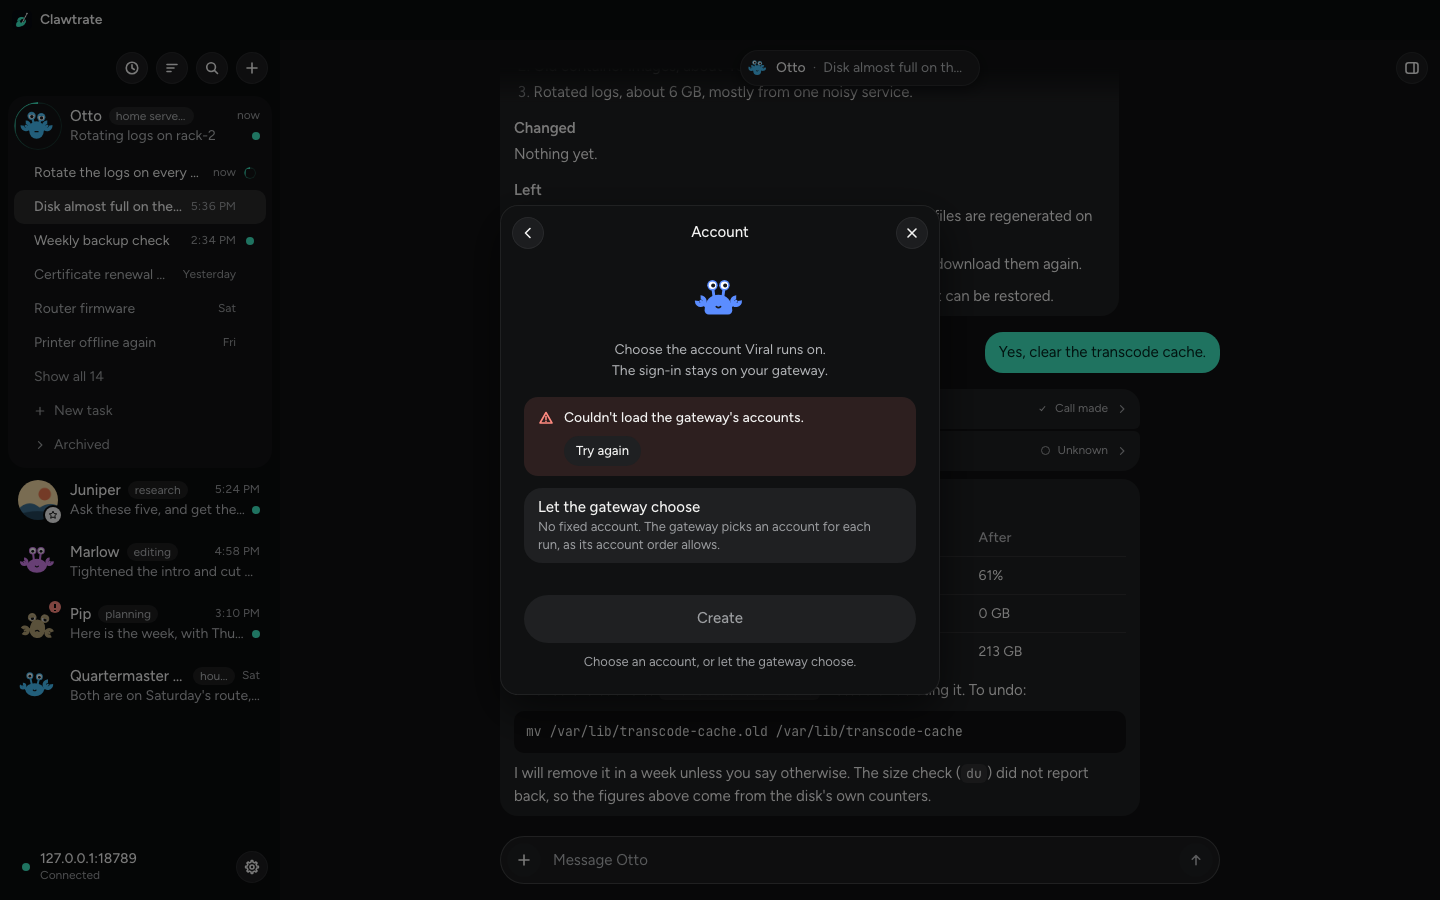 Clawtrate
Otto
home serve...
now
Rotating logs on rack-2
Rotate the logs on every ...
now
Disk almost full on the...
5:36 PM
Weekly backup check
2:34 PM
Certificate renewal ...
Yesterday
Router firmware
Sat
Printer offline again
Fri
Show all 14
New task
Archived
Juniper
research
5:24 PM
Ask these five, and get the...
Marlow
editing
4:58 PM
Tightened the intro and cut ...
Pip
planning
3:10 PM
Here is the week, with Thu...
Quartermaster ...
hou...
Sat
Both are on Saturday's route,...
127.0.0.1:18789
Connected
Otto · Disk almost full on th...
3. Rotated logs, about 6 GB, mostly from one noisy service.
Changed
Nothing yet.
Left
files are regenerated on
download them again.
can be restored.
Yes, clear the transcode cache.
Call made
Unknown
After
61%
0 GB
213 GB
it. To undo:
mv /var/lib/transcode-cache.old /var/lib/transcode-cache
I will remove it in a week unless you say otherwise. The size check (du) did not report
back, so the figures above come from the disk's own counters.
Message Otto
Account
Choose the account Viral runs on.
The sign-in stays on your gateway.
Couldn't load the gateway's accounts.
Try again
Let the gateway choose
No fixed account. The gateway picks an account for each
run, as its account order allows.
Create
Choose an account, or let the gateway choose.